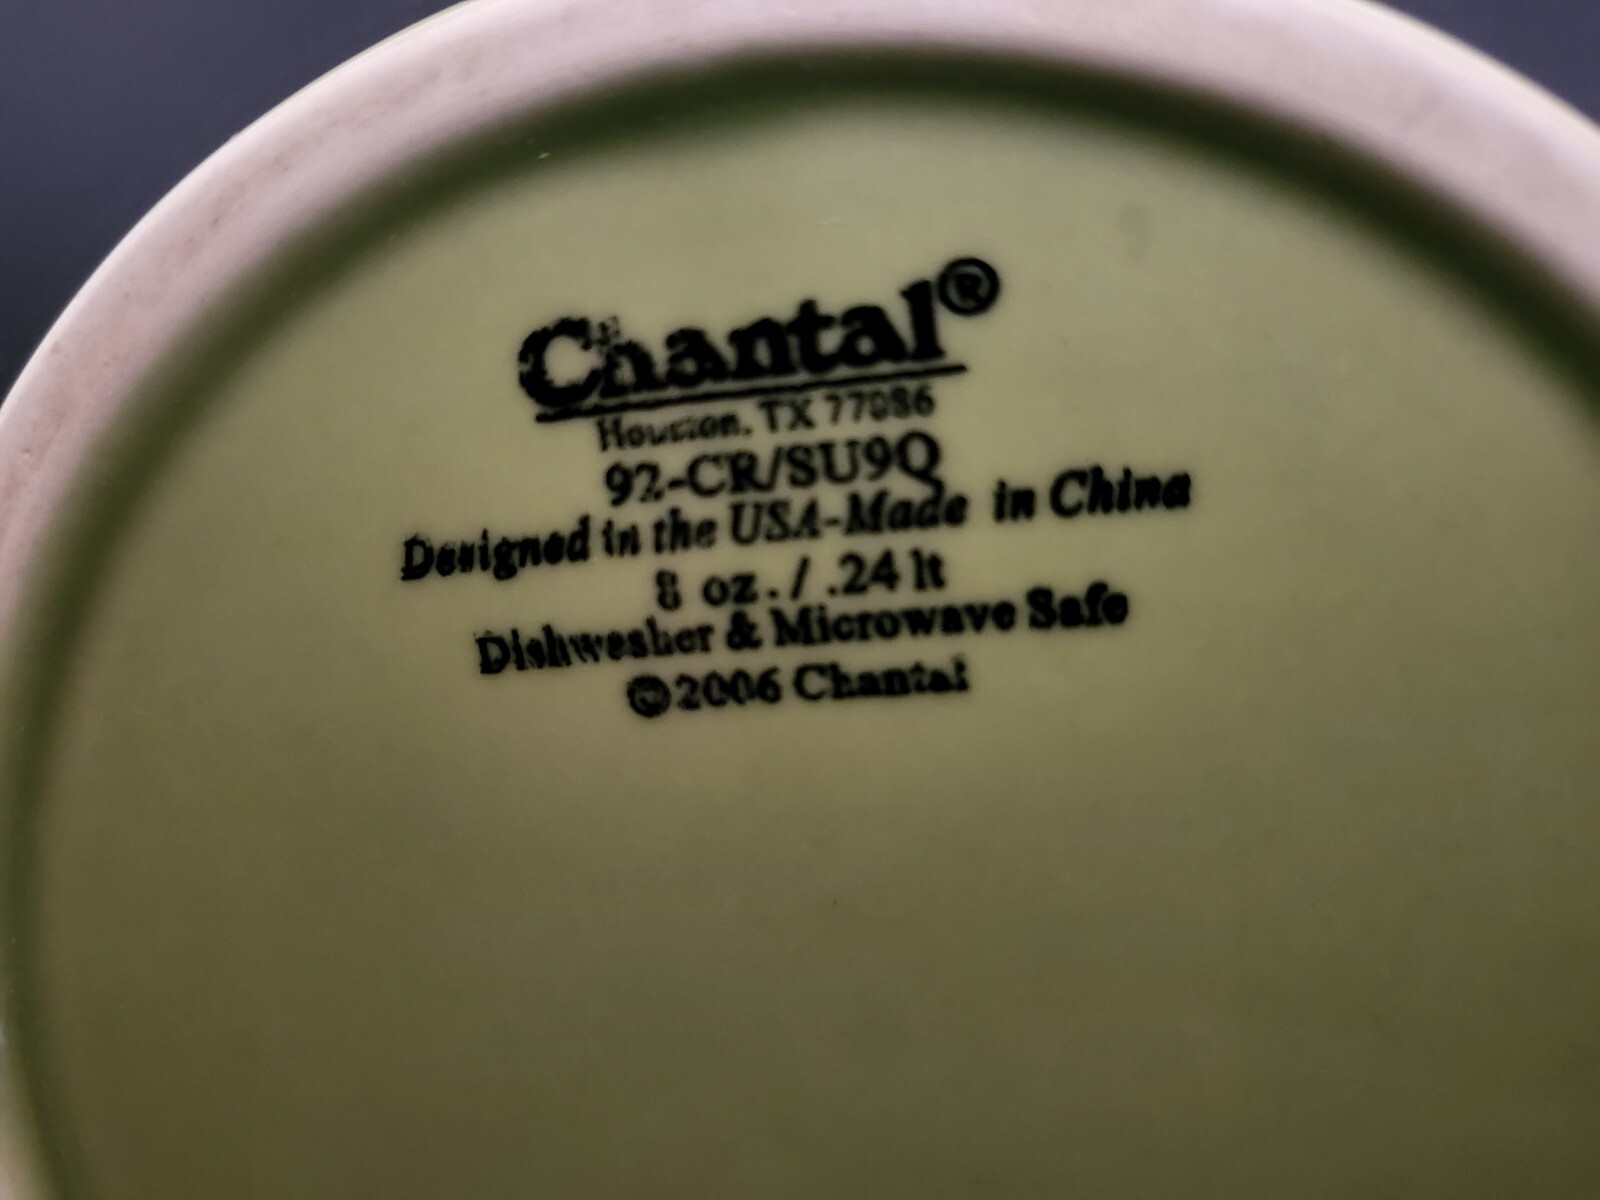 Chantal®
Houston, TX 77086
92-CR/SU9Q
Designed in the USA-Made in China
8 oz. / .24 lt
Dishwasher & Microwave Safe
©2006 Chantal